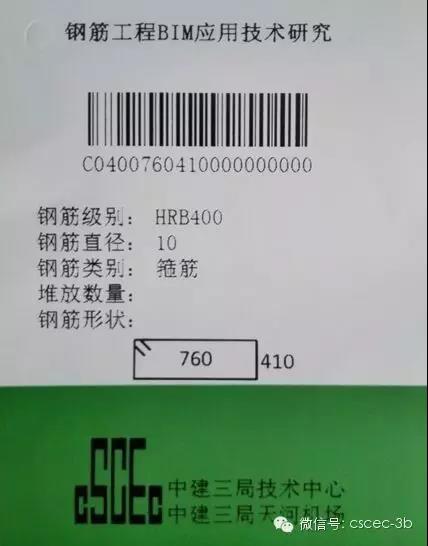 钢筋工程BIM应用技术研究
C0400760410000000000
钢筋级别: HRB400
钢筋直径: 10
钢筋类别: 箍筋
堆放数量:
钢筋形状:
760 410
CSCEC
中建三局技术中心
中建三局天河机场
微信号: cscec-3b